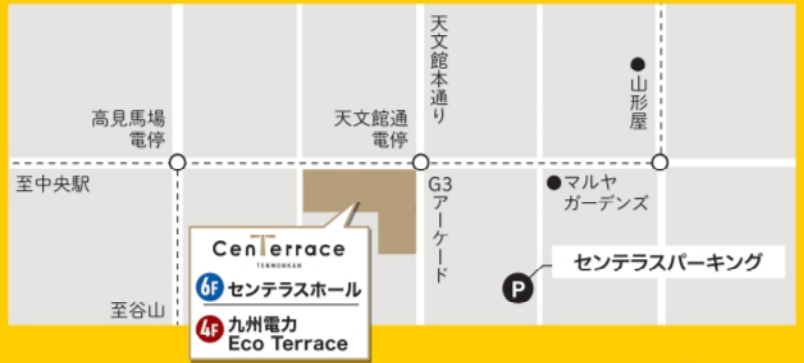 天文館本通り
山形屋
高見馬場
電停
天文館通
電停
至中央駅
G3アーケード
マルヤ
ガーデンズ
CenTerrace
TENMONKAN
6F センテラスホール
4F 九州電力
Eco Terrace
P
センテラスパーキング
至谷山